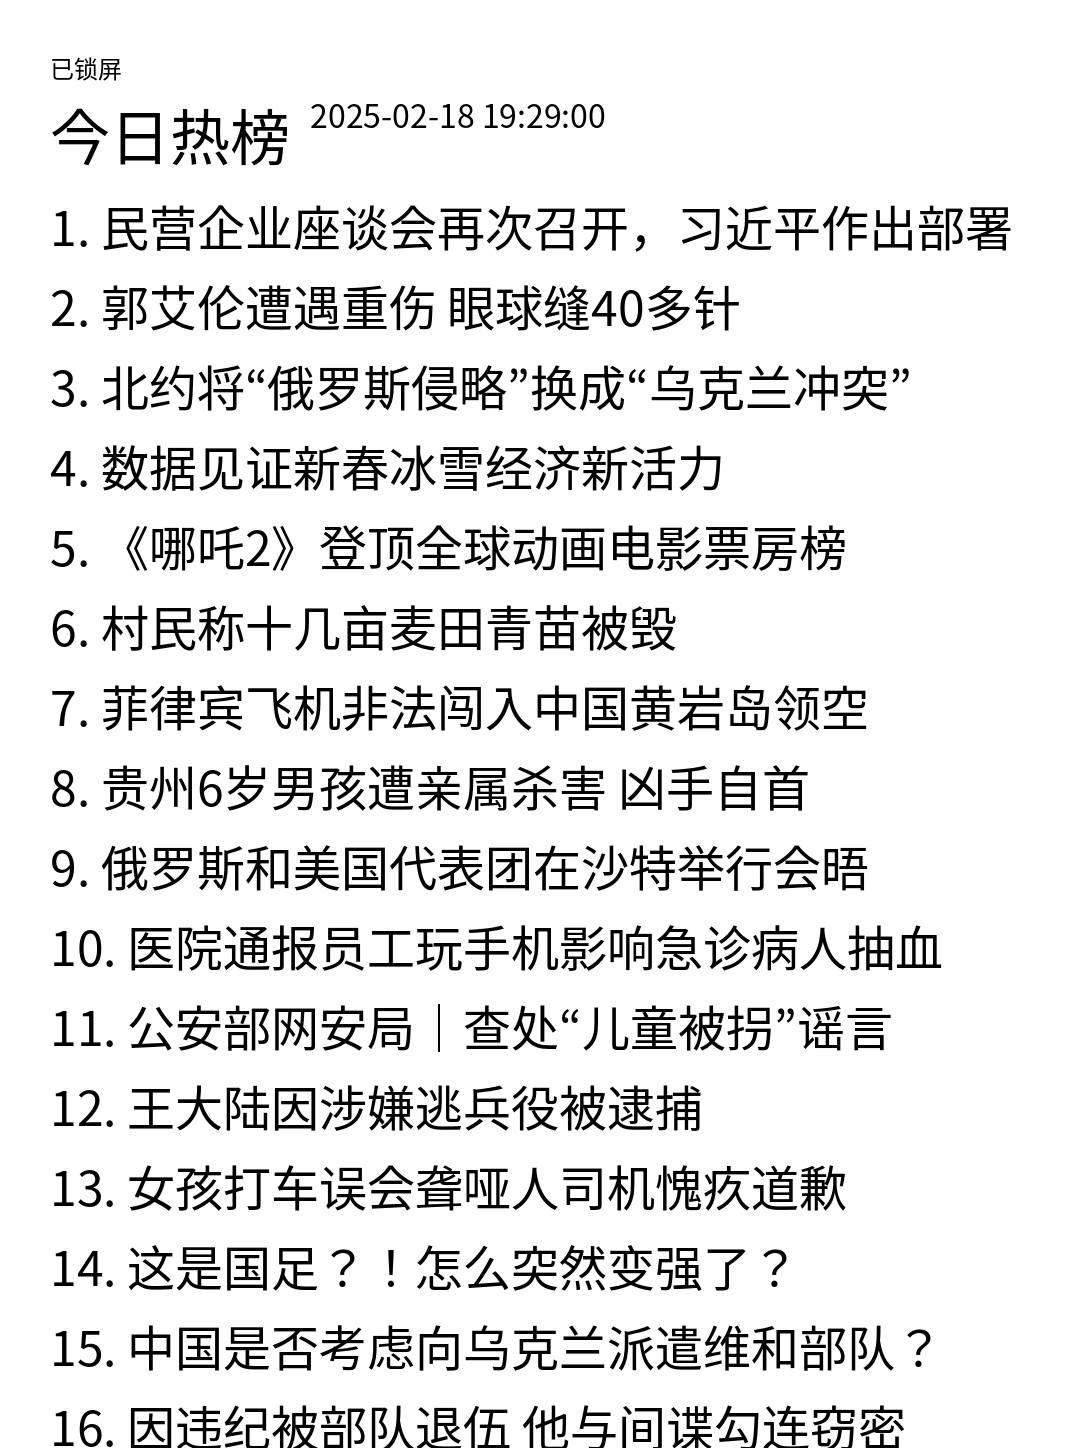 已锁屏
今日热榜 2025-02-18 19:29:00
1. 民营企业座谈会再次召开，习近平作出部署
2. 郭艾伦遭遇重伤 眼球缝40多针
3. 北约将“俄罗斯侵略”换成“乌克兰冲突”
4. 数据见证新春冰雪经济新活力
5. 《哪吒2》登顶全球动画电影票房榜
6. 村民称十几亩麦田青苗被毁
7. 菲律宾飞机非法闯入中国黄岩岛领空
8. 贵州6岁男孩遭亲属杀害 凶手自首
9. 俄罗斯和美国代表团在沙特举行会晤
10. 医院通报员工玩手机影响急诊病人抽血
11. 公安部网安局｜查处“儿童被拐”谣言
12. 王大陆因涉嫌逃兵役被逮捕
13. 女孩打车误会聋哑人司机愧疚道歉
14. 这是国足？！怎么突然变强了？
15. 中国是否考虑向乌克兰派遣维和部队？
16. 因违纪被部队退伍 他与间谍勾连窃密